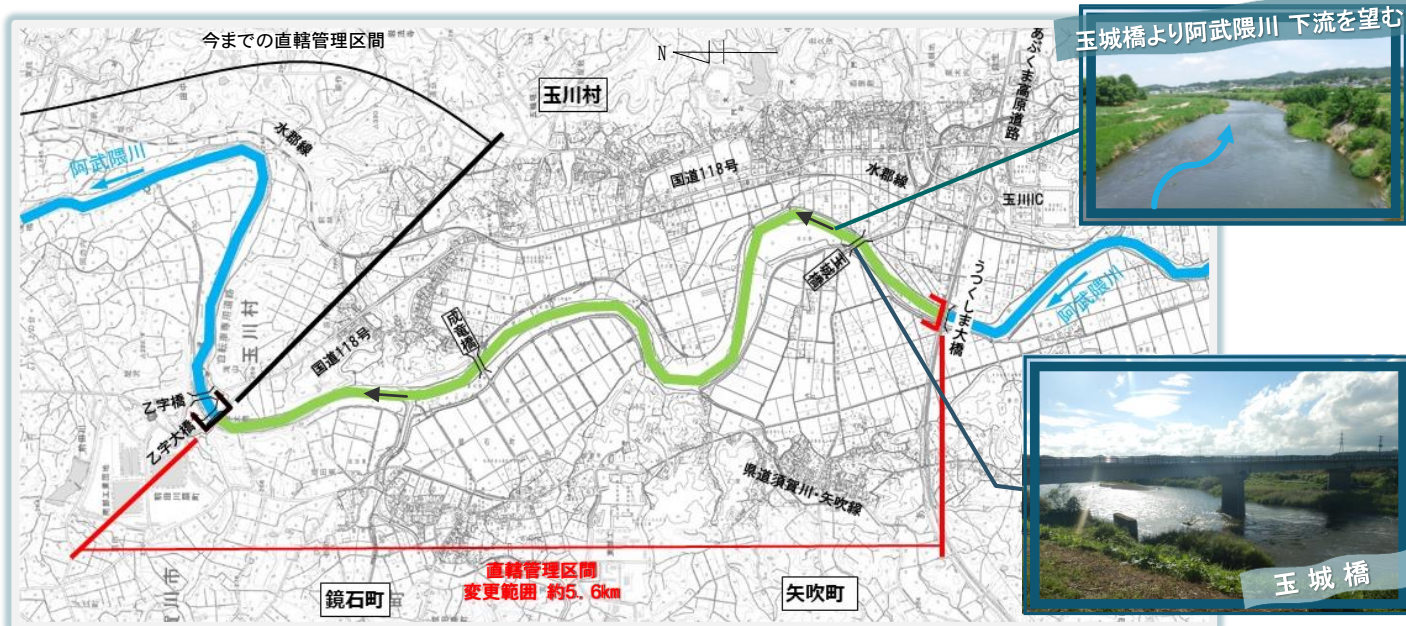 今までの直轄管理区間
N
玉川村
あぶくま高原道路
玉城橋より阿武隈川 下流を望む
水郡線
阿武隈川
国道118号
水郡線
玉川IC
玉城橋
うつくしま大橋
阿武隈川
玉川村
国道118号
成竜橋
乙字橋
乙字大橋
県道須賀川・矢吹線
直轄管理区間
変更範囲 約5.6km
鏡石町
矢吹町
賀川市
玉城橋